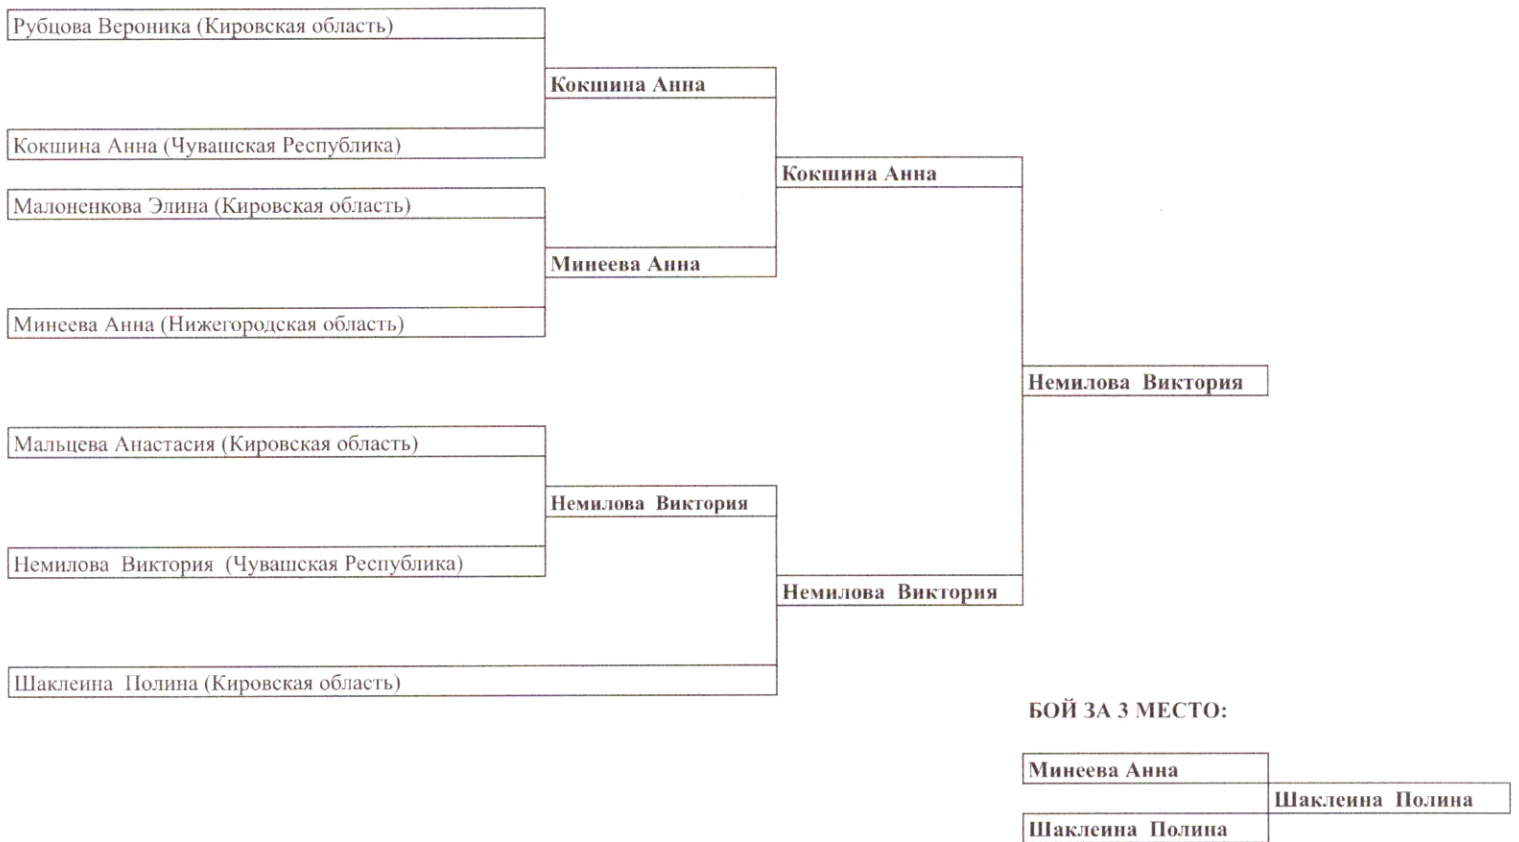 Рубцова Вероника (Кировская область)
Кокшина Анна
Кокшина Анна (Чувашская Республика)
Кокшина Анна
Малоненкова Элина (Кировская область)
Минеева Анна
Минеева Анна (Нижегородская область)
Немилова Виктория
Мальцева Анастасия (Кировская область)
Немилова Виктория
Немилова Виктория (Чувашская Республика)
Немилова Виктория
Шаклеина Полина (Кировская область)
БОЙ ЗА 3 МЕСТО:
Минеева Анна
Шаклеина Полина
Шаклеина Полина